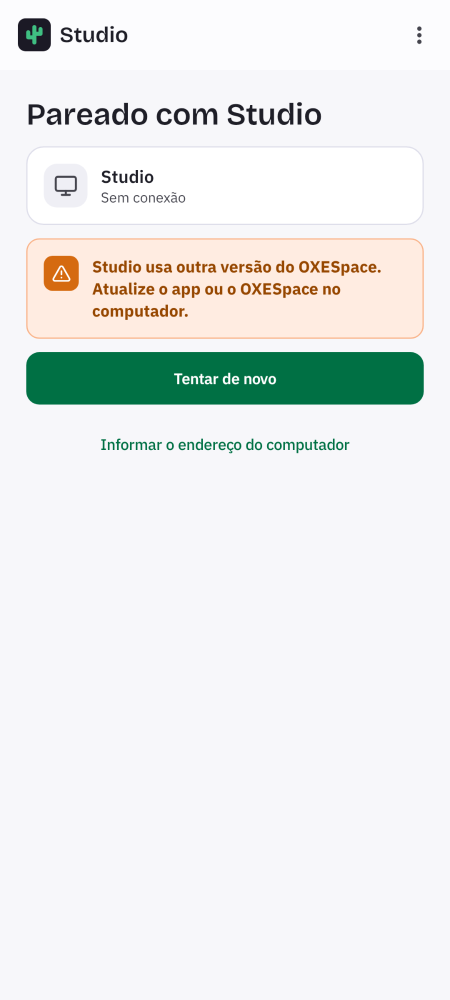 Studio
Pareado com Studio
Studio
Sem conexão
Studio usa outra versão do OXESpace.
Atualize o app ou o OXESpace no
computador.
Tentar de novo
Informar o endereço do computador